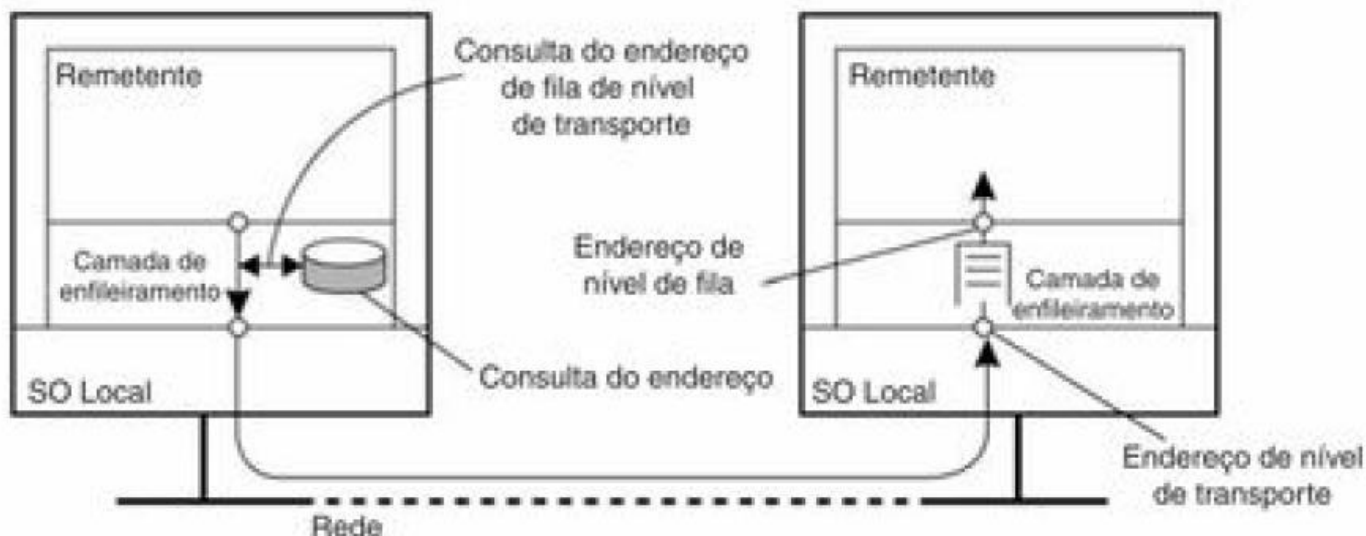 Remetente
Consulta do endereço
de fila de nível
de transporte
Camada de
enfileiramento
SO Local
Consulta do endereço
Rede
Remetente
Endereço de
nível de fila
Camada de
enfileiramento
SO Local
Endereço de nível
de transporte